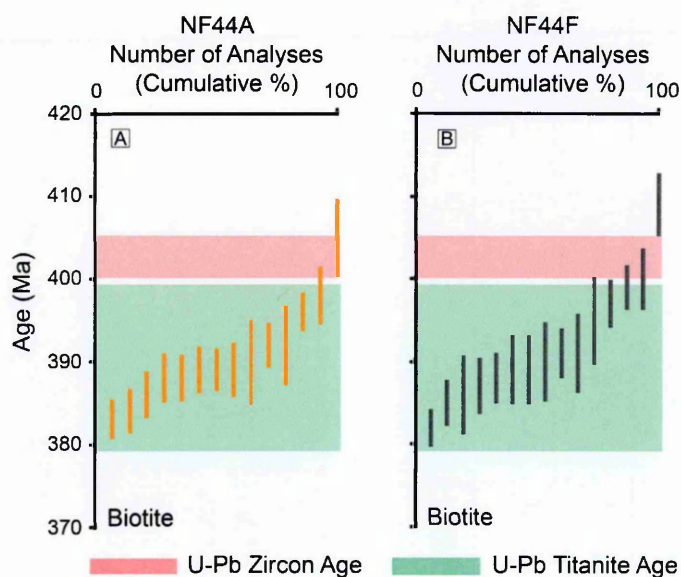 NF44A
Number of Analyses
(Cumulative %)
0 100
NF44F
Number of Analyses
(Cumulative %)
0 100
Age (Ma)
420
410
400
390
380
370
A
Biotite
B
Biotite
U-Pb Zircon Age
U-Pb Titanite Age